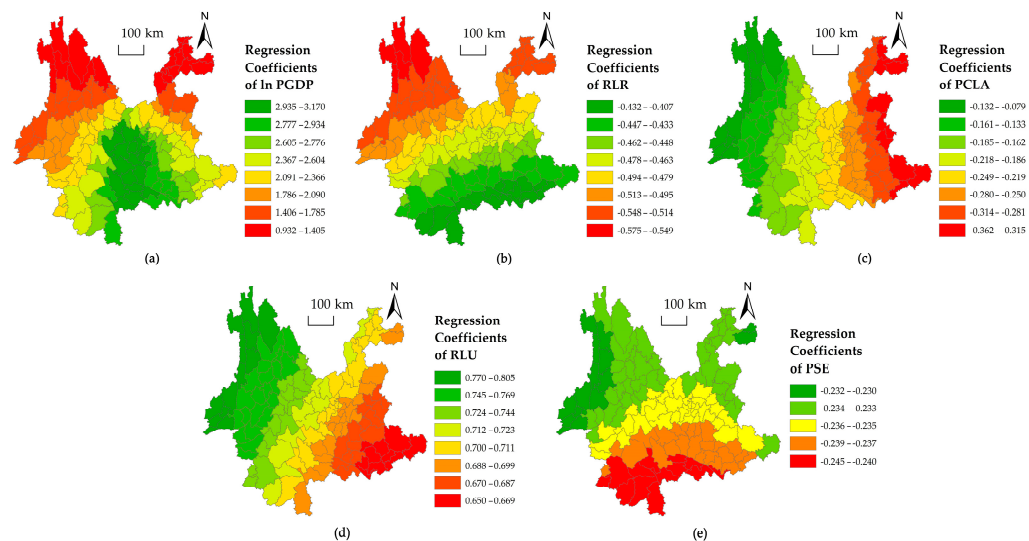 N
100 km
Regression
Coefficients
of ln PGDP
2.935 – 3.170
2.777 – 2.934
2.605 – 2.776
2.367 – 2.604
2.091 – 2.366
1.786 – 2.090
1.406 – 1.785
0.932 – 1.405
(a)
N
100 km
Regression
Coefficients
of RLR
-0.432 – -0.407
-0.447 – -0.433
-0.462 – -0.448
-0.478 – -0.463
-0.494 – -0.479
-0.513 – -0.495
-0.548 – -0.514
-0.575 – -0.549
(b)
N
100 km
Regression
Coefficients
of PCLA
-0.132 – -0.079
-0.161 – -0.133
-0.185 – -0.162
-0.218 – -0.186
-0.249 – -0.219
-0.280 – -0.250
-0.314 – -0.281
0.362 0.315
(c)
N
100 km
Regression
Coefficients
of RLU
0.770 – 0.805
0.745 – 0.769
0.724 – 0.744
0.712 – 0.723
0.700 – 0.711
0.688 – 0.699
0.670 – 0.687
0.650 – 0.669
(d)
N
100 km
Regression
Coefficients
of PSE
-0.232 – -0.230
0.234 0.233
-0.236 – -0.235
-0.239 – -0.237
-0.245 – -0.240
(e)